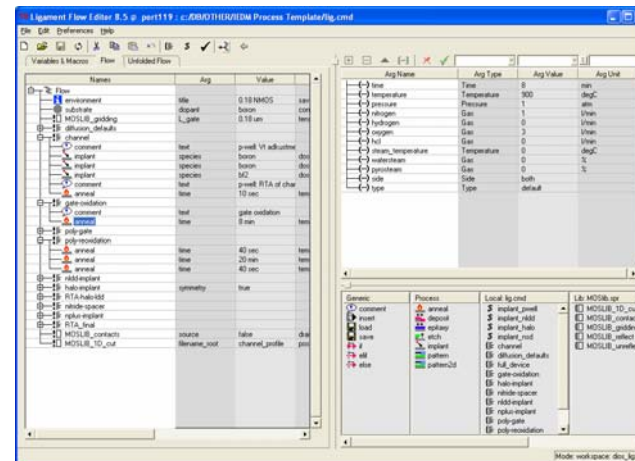 Ligament Flow Editor 8.5 @ port119 : c:/DB/OTHER/IEDM Process Template/lig.cmd
File Edit Preferences Help
Variables & Macros Flow Unfolded Flow
Names Arg Value
Flow
environment title 0.18 NMOS
substrate dopant boron
MOSLIB_gridding L_gate 0.18 um
diffusion_defaults
channel
comment text p-well: Vt adjustme
implant species boron
implant species boron
implant species bf2
comment text p-well: RTA of char
anneal time 10 sec
gate-oxidation
comment text gate oxidation
anneal time 8 min
poly-gate
poly-reoxidation
anneal time 40 sec
anneal time 20 min
anneal time 40 sec
nldd-implant
halo-implant symmetry true
RTA-halo-ldd
nitride-spacer
nplus-implant
RTA_final
MOSLIB_contacts source false
MOSLIB_1D_cut filename_root channel_profile
Arg Name Arg Type Arg Value Arg Unit
time Time 8 min
temperature Temperature 900 degC
pressure Pressure 1 atm
nitrogen Gas 1 l/min
hydrogen Gas 0 l/min
oxygen Gas 3 l/min
hcl Gas 0 l/min
steam_temperature Temperature 0 degC
watersteam Gas 0 %
pyrosteam Gas 0 %
side Side both
type Type default
Generic Process Local: lig.cmd Lib: MOSlib.spr
comment anneal implant_pwell MOSLIB_1D_cu
insert deposit implant_nldd MOSLIB_contac
load epitaxy implant_halo MOSLIB_griddin
save etch implant_nsd MOSLIB_reflect
if implant channel MOSLIB_unrefle
elif pattern diffusion_defaults
else pattern2d full_device
gate-oxidation
halo-implant
nitride-spacer
nldd-implant
nplus-implant
poly-gate
poly-reoxidation
Mode: workspace: dios_lig